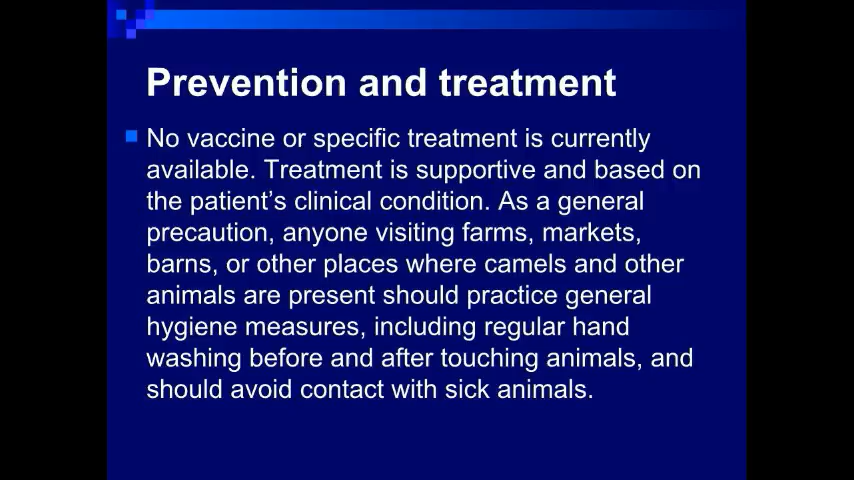 Prevention and treatment
No vaccine or specific treatment is currently
available. Treatment is supportive and based on
the patient’s clinical condition. As a general
precaution, anyone visiting farms, markets,
barns, or other places where camels and other
animals are present should practice general
hygiene measures, including regular hand
washing before and after touching animals, and
should avoid contact with sick animals.